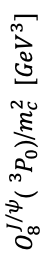 O_8^{J/ψ}( ^3P_0)/m_c^2 [GeV^3]